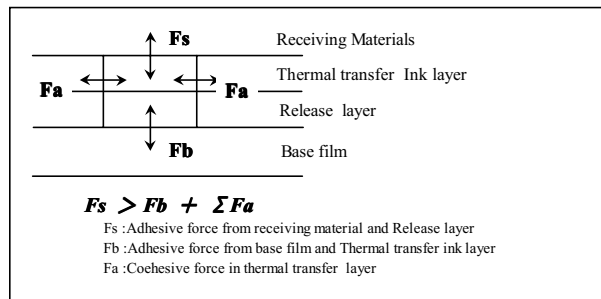 Fs Receiving Materials
Fa Fa Thermal transfer Ink layer
Release layer
Fb Base film
Fs > Fb + ΣFa
Fs :Adhesive force from receiving material and Release layer
Fb :Adhesive force from base film and Thermal transfer ink layer
Fa :Coehesive force in thermal transfer layer